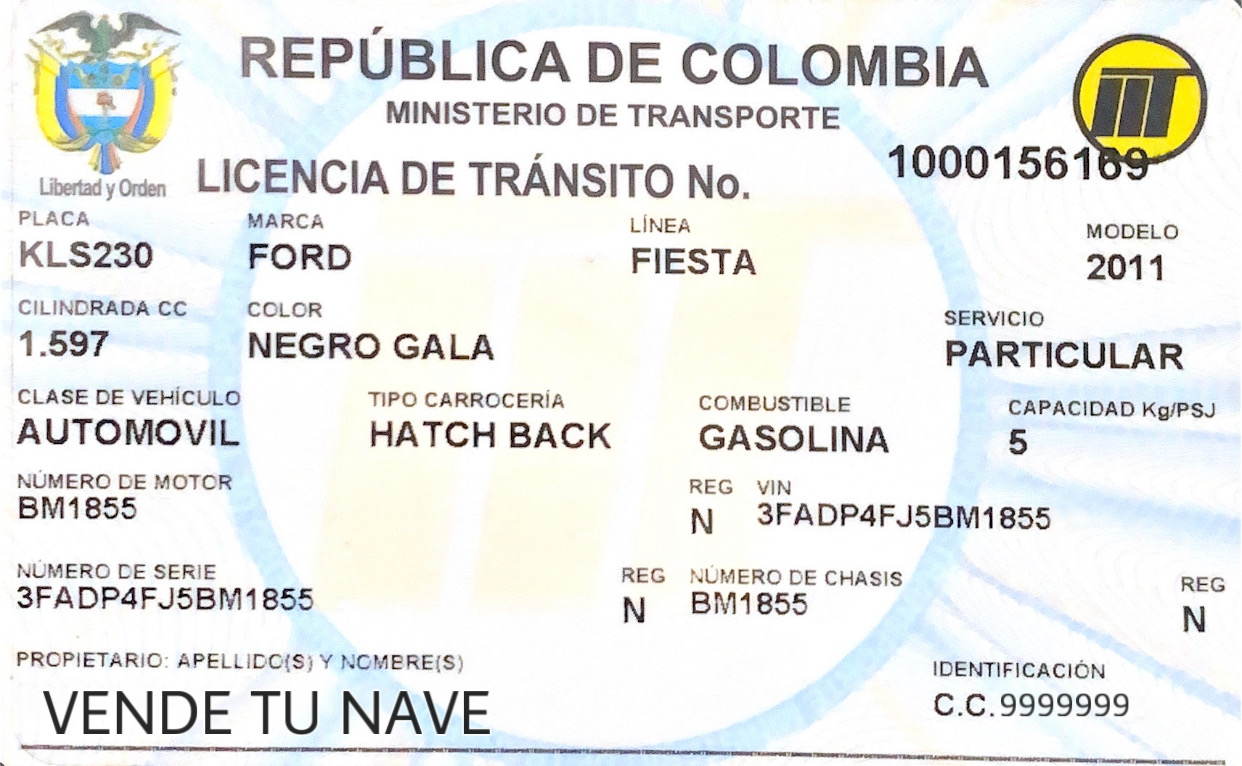 REPÚBLICA DE COLOMBIA
MINISTERIO DE TRANSPORTE
Libertad y Orden
LICENCIA DE TRÁNSITO No. 1000156169
PLACA MARCA LÍNEA MODELO
KLS230 FORD FIESTA 2011
CILINDRADA CC COLOR SERVICIO
1.597 NEGRO GALA PARTICULAR
CLASE DE VEHÍCULO TIPO CARROCERÍA COMBUSTIBLE CAPACIDAD Kg/PSJ
AUTOMOVIL HATCH BACK GASOLINA 5
NÚMERO DE MOTOR REG VIN
BM1855 N 3FADP4FJ5BM1855
NÚMERO DE SERIE REG NÚMERO DE CHASIS REG
3FADP4FJ5BM1855 N BM1855 N
PROPIETARIO: APELLIDO(S) Y NOMBRE(S) IDENTIFICACIÓN
VENDE TU NAVE C.C.9999999